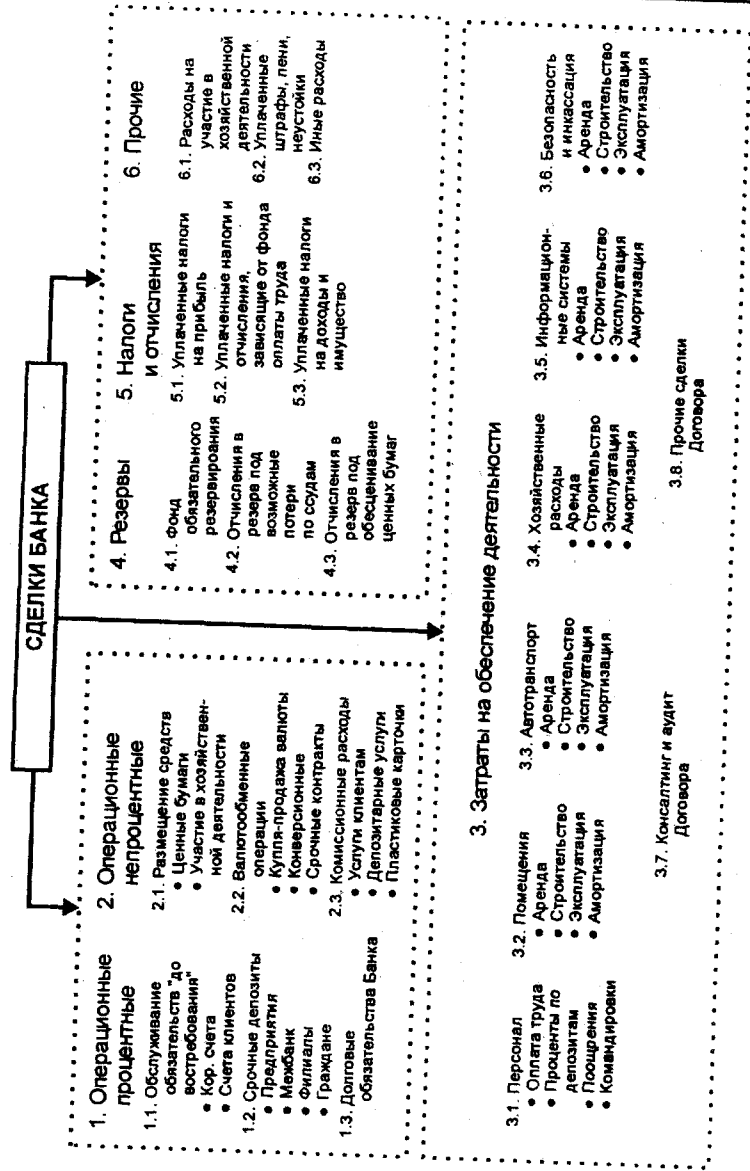 СДЕЛКИ БАНКА
1. Операционные
процентные
1.1. Обслуживание
обязательств "до
востребования"
• Кор. счета
• Счета клиентов
1.2. Срочные депозиты
• Предприятия
• Межбанк
• Филиалы
• Граждане
1.3. Долговые
обязательства Банка
2. Операционные
непроцентные
2.1. Размещение средств
• Ценные бумаги
• Участие в хозяйствен-
ной деятельности
2.2. Валютообменные
операции
• Купля-продажа валюты
• Конверсионные
• Срочные контракты
2.3. Комиссионные расходы
• Услуги клиентам
• Депозитарные услуги
• Пластиковые карточки
4. Резервы
4.1. Фонд
обязательного
резервироания
4.2. Отчисления в
резерв под
возможные
потери
по ссудам
4.3. Отчисления в
резерв под
обесценивание
ценных бумаг
5. Налоги
и отчисления
5.1. Уплаченные налоги
на прибыль
5.2. Уплаченные налоги и
отчисления,
зависящие от фонда
оплаты труда
5.3. Уплаченные налоги
на доходы и
имущество
6. Прочие
6.1. Расходы на
участие в
хозяйственной
деятельности
6.2. Уплаченные
штрафы, пени,
неустойки
6.3. Иные расходы
3. Затраты на обеспечение деятельности
3.1. Персонал
• Оплата труда
• Проценты по
депозитам
• Поощрения
• Командировки
3.2. Помещения
• Аренда
• Строительство
• Эксплуатация
• Амортизация
3.3. Автотранспорт
• Аренда
• Строительство
• Эксплуатация
• Амортизация
3.4. Хозяйственные
расходы
• Аренда
• Строительство
• Эксплуатация
• Амортизация
3.5. Информацион-
ные системы
• Аренда
• Строительство
• Эксплуатация
• Амортизация
3.6. Безопасность
и инкассация
• Аренда
• Строительство
• Эксплуатация
• Амортизация
3.7. Консалтинг и аудит
Договора
3.8. Прочие сделки
Договора